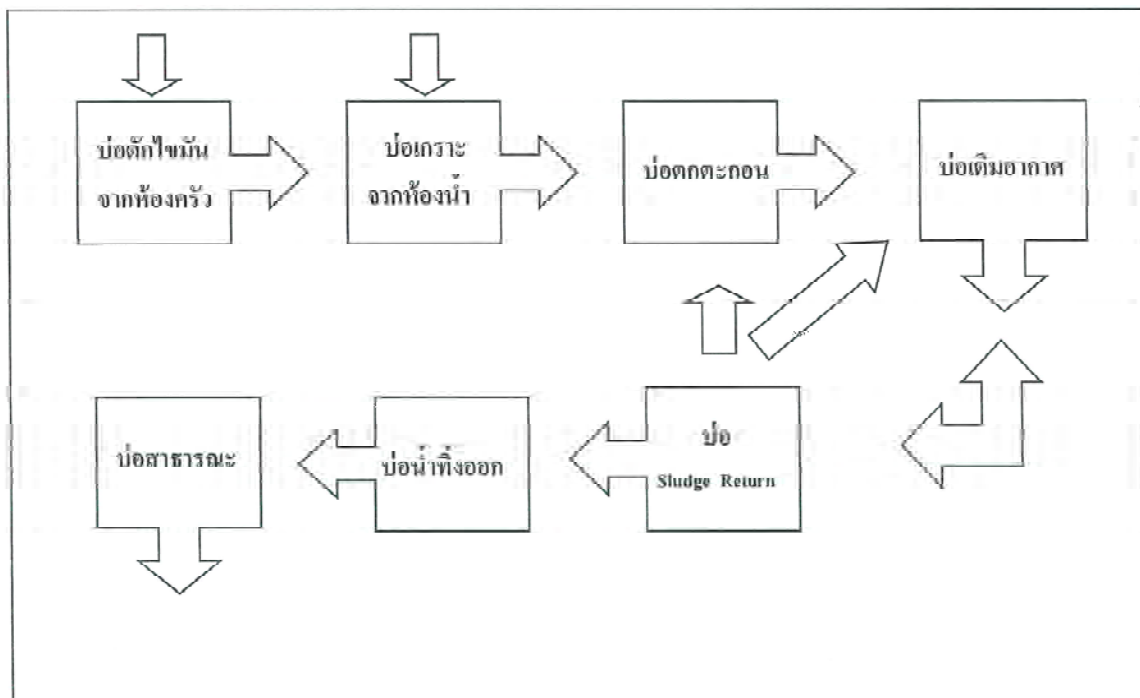 บ่อดักไขมัน
จากห้องครัว
บ่อเกราะ
จากห้องน้ำ
บ่อตกตะกอน
บ่อเติมอากาศ
บ่อสาธารณะ
บ่อน้ำทิ้งออก
บ่อ
Sludge Return